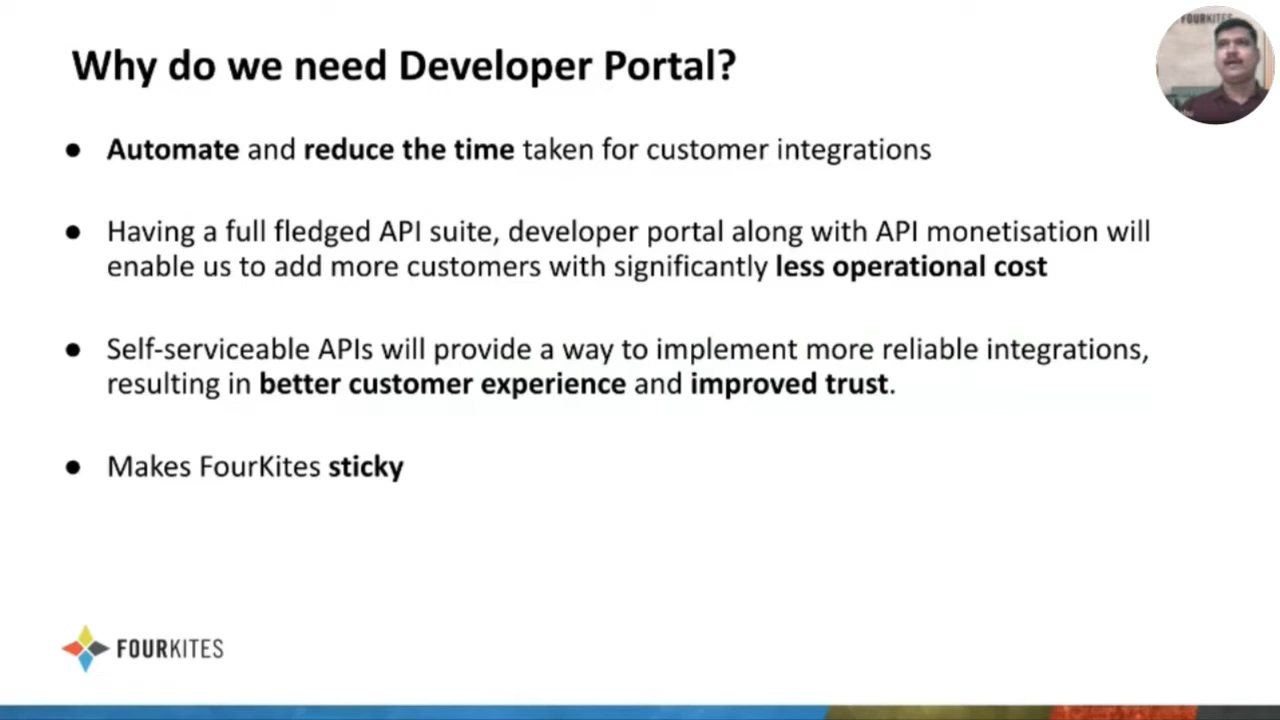 FOURKITES
Why do we need Developer Portal?
● Automate and reduce the time taken for customer integrations
● Having a full fledged API suite, developer portal along with API monetisation will
enable us to add more customers with significantly less operational cost
● Self-serviceable APIs will provide a way to implement more reliable integrations,
resulting in better customer experience and improved trust.
● Makes FourKites sticky
FOURKITES